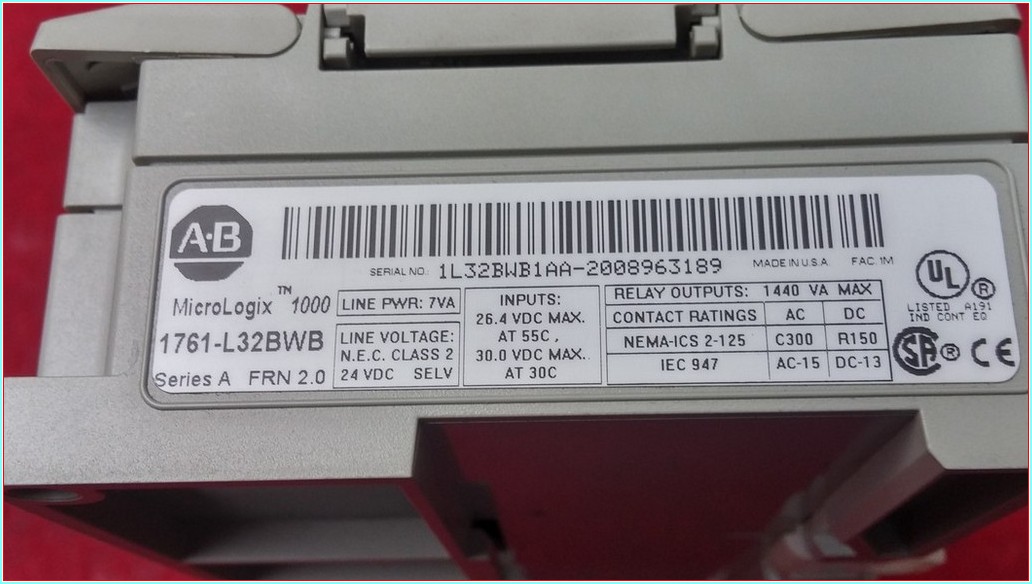 A·B
SERIAL NO.: 1L32BWB1AA-2008963189 MADE IN U.S.A. FAC. 1M
MicroLogix™ 1000
1761-L32BWB
Series A FRN 2.0
LINE PWR: 7VA
LINE VOLTAGE:
N.E.C. CLASS 2
24 VDC SELV
INPUTS:
26.4 VDC MAX.
AT 55C ,
30.0 VDC MAX.
AT 30C
RELAY OUTPUTS: 1440 VA MAX
CONTACT RATINGS AC DC
NEMA-ICS 2-125 C300 R150
IEC 947 AC-15 DC-13
UL ®
LISTED A191
IND CONT EQ
SA ® CE